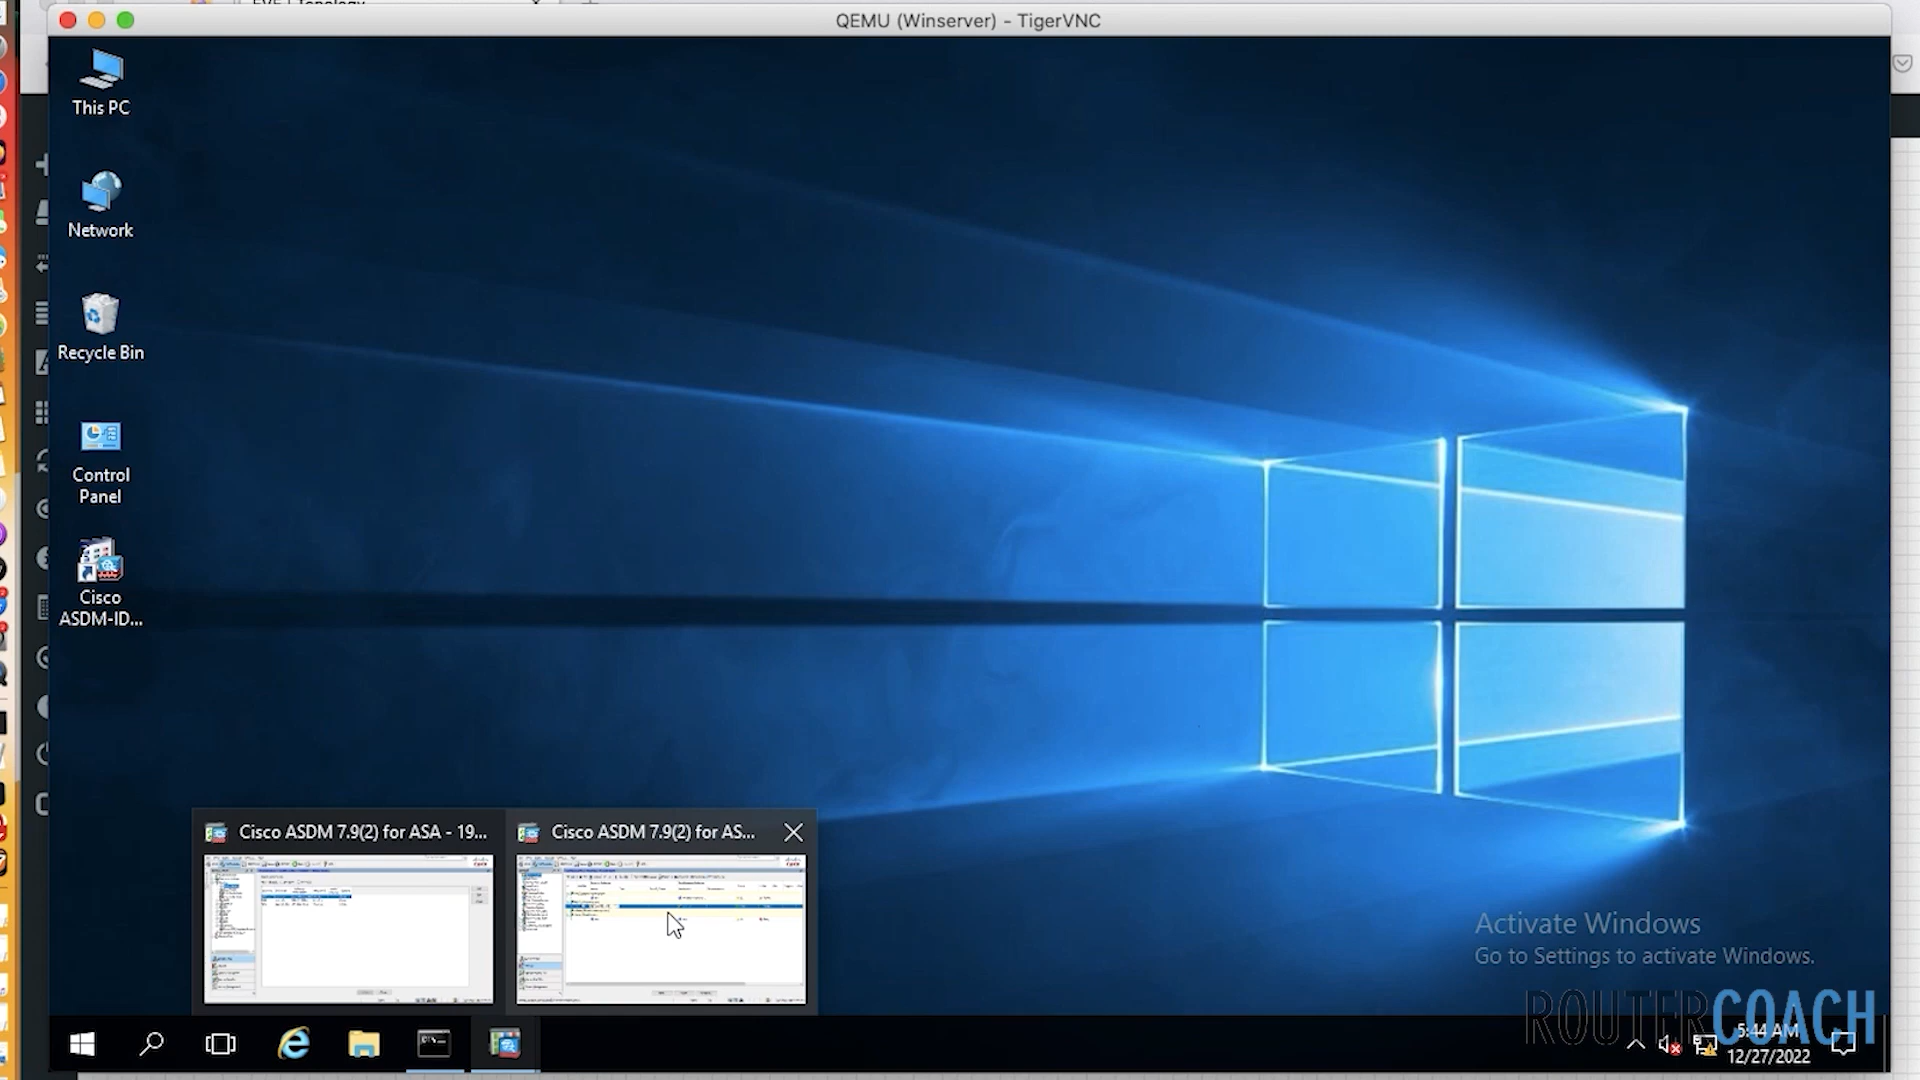 EVE | Topology
QEMU (Winserver) - TigerVNC
This PC
Network
Recycle Bin
Control
Panel
Cisco
ASDM-ID...
Cisco ASDM 7.9(2) for ASA - 19...
Cisco ASDM 7.9(2) for AS...
Activate Windows
Go to Settings to activate Windows.
ROUTERCOACH
5:44 AM
12/27/2022